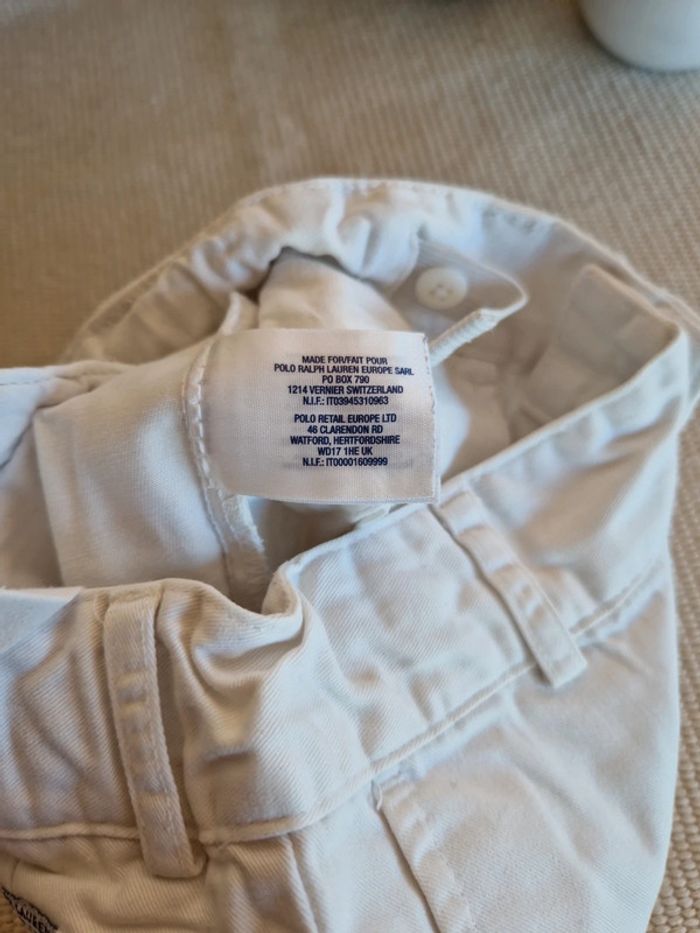 MADE FOR/FAIT POUR
POLO RALPH LAUREN EUROPE SARL
PO BOX 790
1214 VERNIER SWITZERLAND
N.I.F.: IT03945310963
POLO RETAIL EUROPE LTD
46 CLARENDON RD
WATFORD, HERTFORDSHIRE
WD17 1HE UK
N.I.F.: IT00001609999
LAUREN